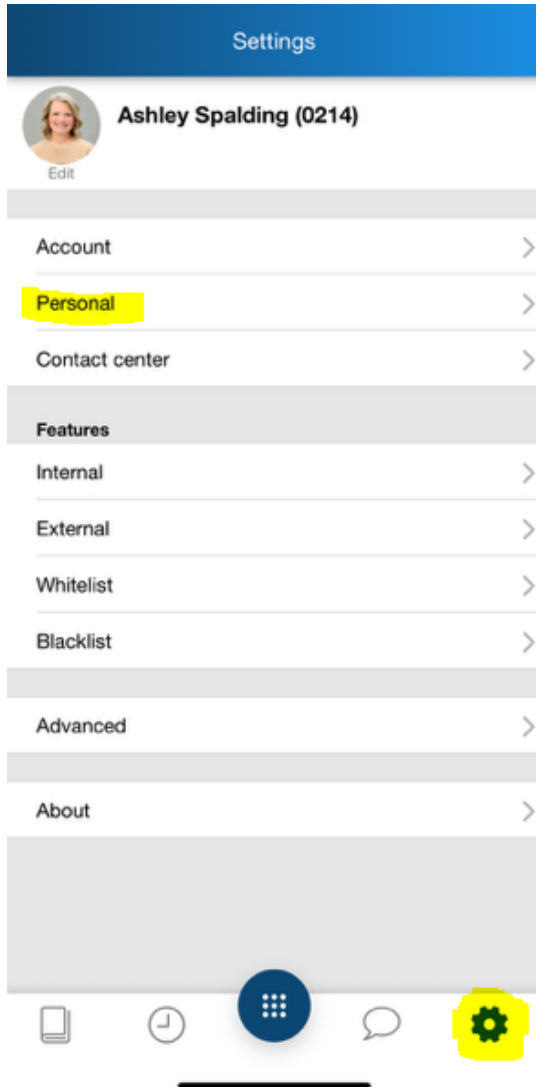 Settings
Ashley Spalding (0214)
Edit
Account
Personal
Contact center
Features
Internal
External
Whitelist
Blacklist
Advanced
About